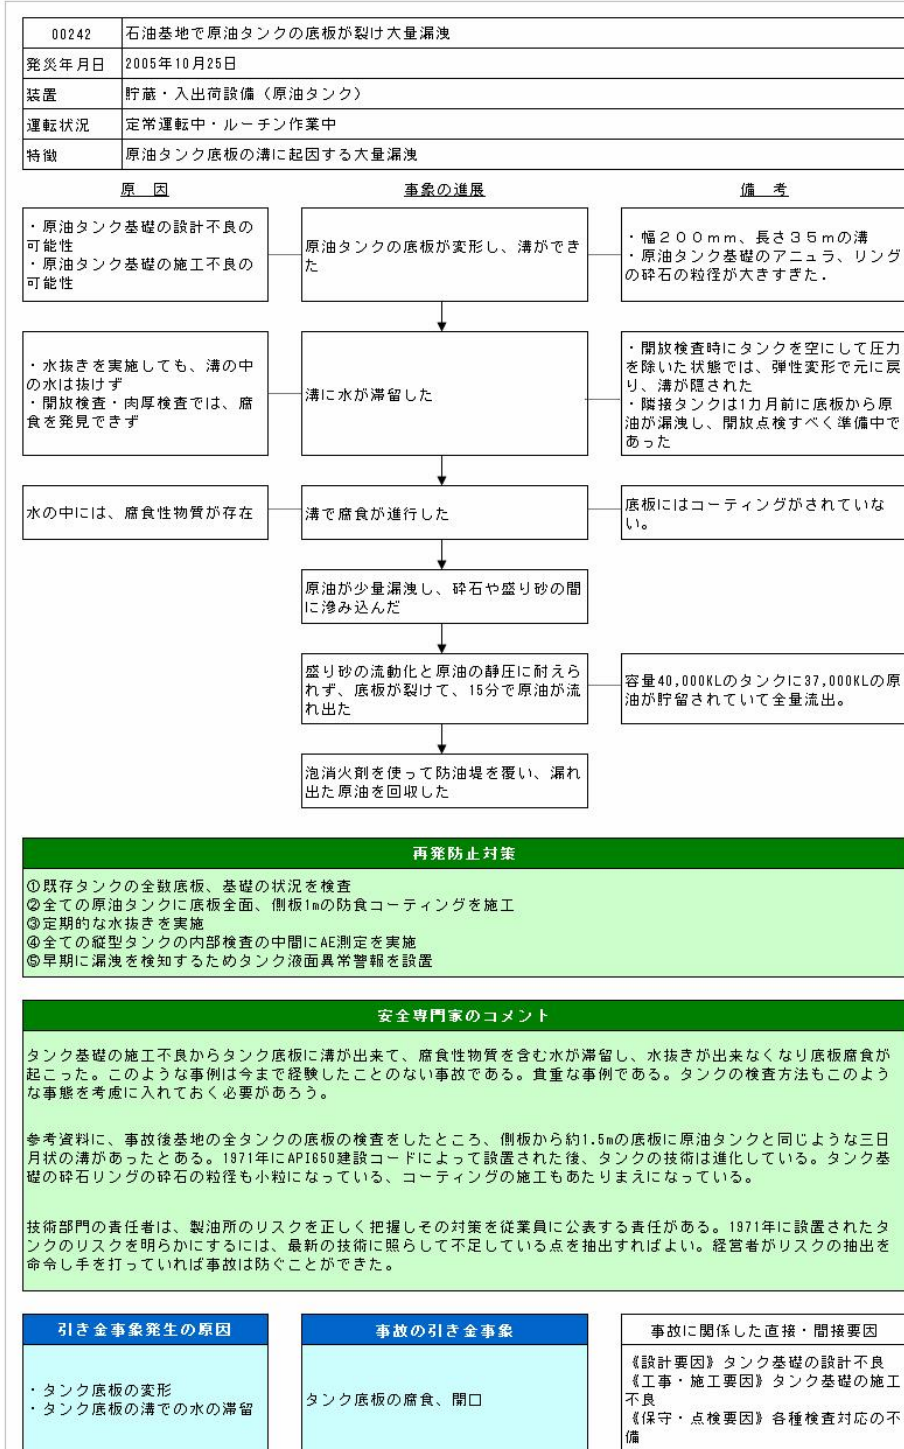 00242 石油基地で原油タンクの底板が裂け大量漏洩
発災年月日 2005年10月25日
装置 貯蔵・入出荷設備（原油タンク）
運転状況 定常運転中・ルーチン作業中
特徴 原油タンク底板の溝に起因する大量漏洩
原　因 事象の進展 備　考
・原油タンク基礎の設計不良の
可能性
・原油タンク基礎の施工不良の
可能性
原油タンクの底板が変形し、溝ができ
た
・幅２００ｍｍ、長さ３５ｍの溝
・原油タンク基礎のアニュラ、リング
の砕石の粒径が大きすぎた．
・水抜きを実施しても、溝の中
の水は抜けず
・開放検査・肉厚検査では、腐
食を発見できず
溝に水が滞留した
・開放検査時にタンクを空にして圧力
を除いた状態では、弾性変形で元に戻
り、溝が隠された
・隣接タンクは1カ月前に底板から原
油が漏洩し、開放点検すべく準備中で
あった
水の中には、腐食性物質が存在
溝で腐食が進行した
底板にはコーティングがされていな
い。
原油が少量漏洩し、砕石や盛り砂の間
に滲み込んだ
盛り砂の流動化と原油の静圧に耐えら
れず、底板が裂けて、15分で原油が流
れ出た
容量40,000KLのタンクに37,000KLの原
油が貯留されていて全量流出。
泡消火剤を使って防油堤を覆い、漏れ
出た原油を回収した
再発防止対策
①既存タンクの全数底板、基礎の状況を検査
②全ての原油タンクに底板全面、側板1mの防食コーティングを施工
③定期的な水抜きを実施
④全ての縦型タンクの内部検査の中間にAE測定を実施
⑤早期に漏洩を検知するためタンク液面異常警報を設置
安全専門家のコメント
タンク基礎の施工不良からタンク底板に溝が出来て、腐食性物質を含む水が滞留し、水抜きが出来なくなり底板腐食が
起こった。このような事例は今まで経験したことのない事故である。貴重な事例である。タンクの検査方法もこのよう
な事態を考慮に入れておく必要があろう。
参考資料に、事故後基地の全タンクの底板の検査をしたところ、側板から約1.5mの底板に原油タンクと同じような三日
月状の溝があったとある。1971年にAPI650建設コードによって設置された後、タンクの技術は進化している。タンク基
礎の砕石リングの砕石の粒径も小粒になっている、コーティングの施工もあたりまえになっている。
技術部門の責任者は、製油所のリスクを正しく把握しその対策を従業員に公表する責任がある。1971年に設置されたタ
ンクのリスクを明らかにするには、最新の技術に照らして不足している点を抽出すればよい。経営者がリスクの抽出を
命令し手を打っていれば事故は防ぐことができた。
引き金事象発生の原因
・タンク底板の変形
・タンク底板の溝での水の滞留
事故の引き金事象
タンク底板の腐食、開口
事故に関係した直接・間接要因
《設計要因》タンク基礎の設計不良
《工事・施工要因》タンク基礎の施工
不良
《保守・点検要因》各種検査対応の不
備